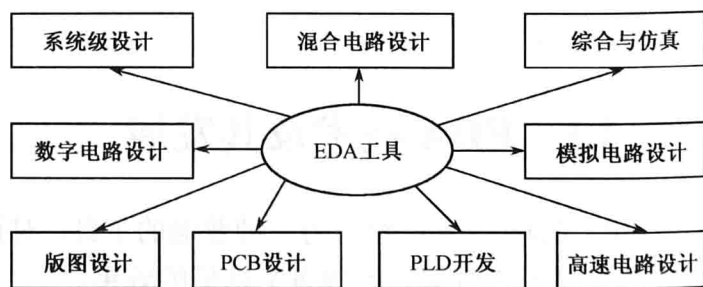 系统级设计
混合电路设计
综合与仿真
数字电路设计
EDA工具
模拟电路设计
版图设计
PCB设计
PLD开发
高速电路设计